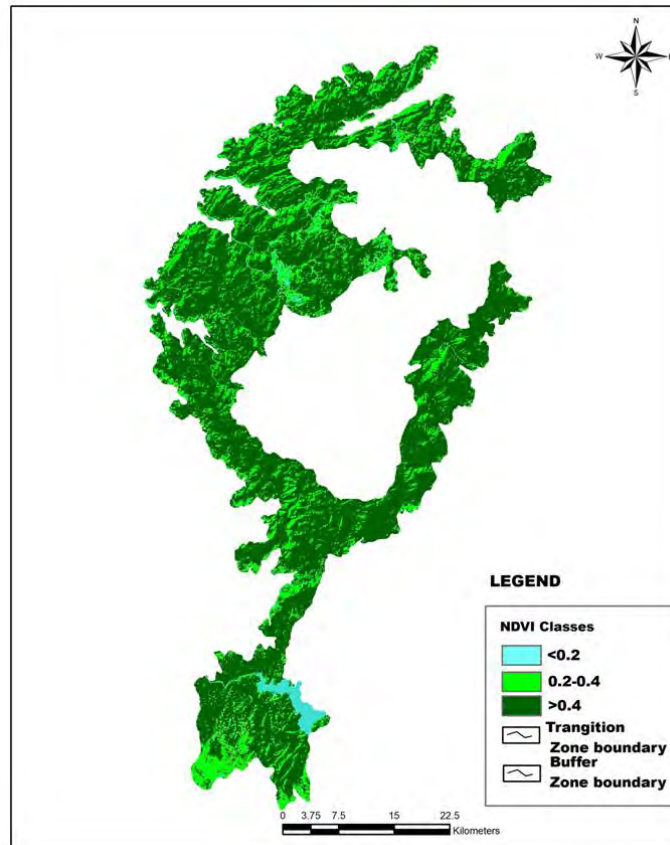 N
W
S
LEGEND
NDVI Classes
<0.2
0.2-0.4
>0.4
Trangition
Zone boundary
Buffer
Zone boundary
0 3.75 7.5 15 22.5
Kilometers